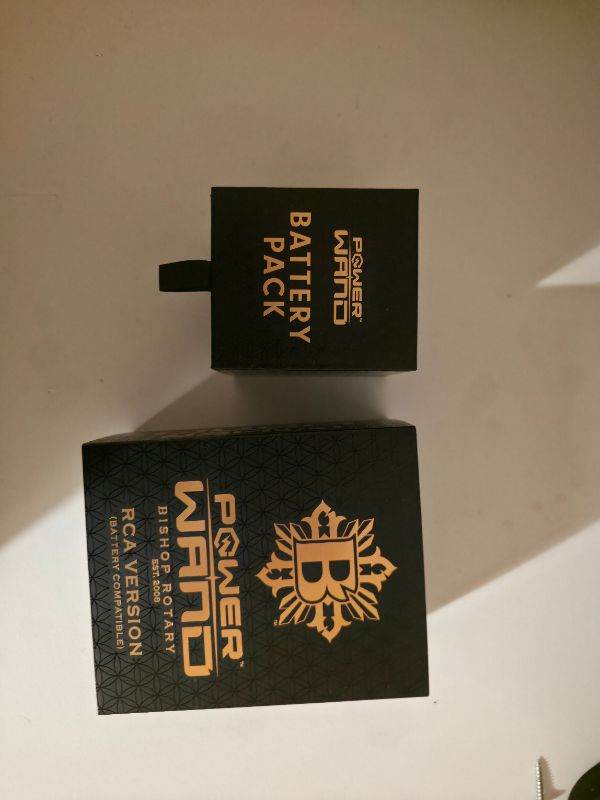 POWER™
WAND
BATTERY
PACK
B™
POWER™
WAND
BISHOP ROTARY
EST. 2008
RCA VERSION
(BATTERY COMPATIBLE)